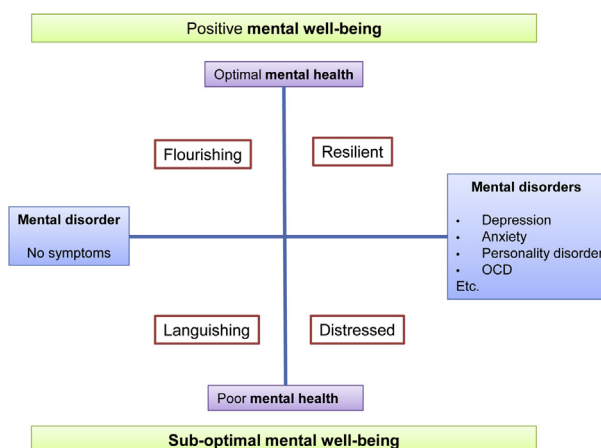 Positive mental well-being
Optimal mental health
Flourishing
Resilient
Mental disorder
No symptoms
Mental disorders
• Depression
• Anxiety
• Personality disorder
• OCD
Etc.
Languishing
Distressed
Poor mental health
Sub-optimal mental well-being